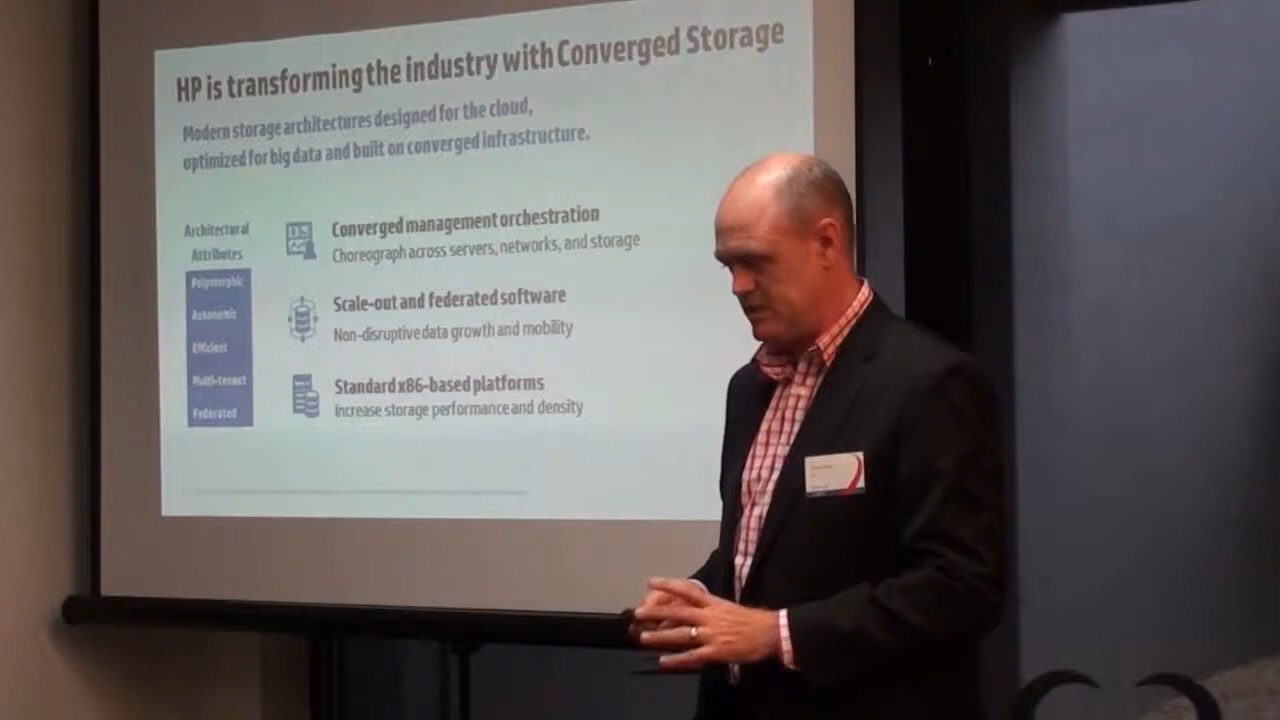 HP is transforming the industry with Converged Storage
Modern storage architectures designed for the cloud,
optimized for big data and built on converged infrastructure.
Architectural
Attributes
Polymorphic
Autonomic
Efficient
Multi-tenant
Federated
Converged management orchestration
Choreograph across servers, networks, and storage
Scale-out and federated software
Non-disruptive data growth and mobility
Standard x86-based platforms
Increase storage performance and density